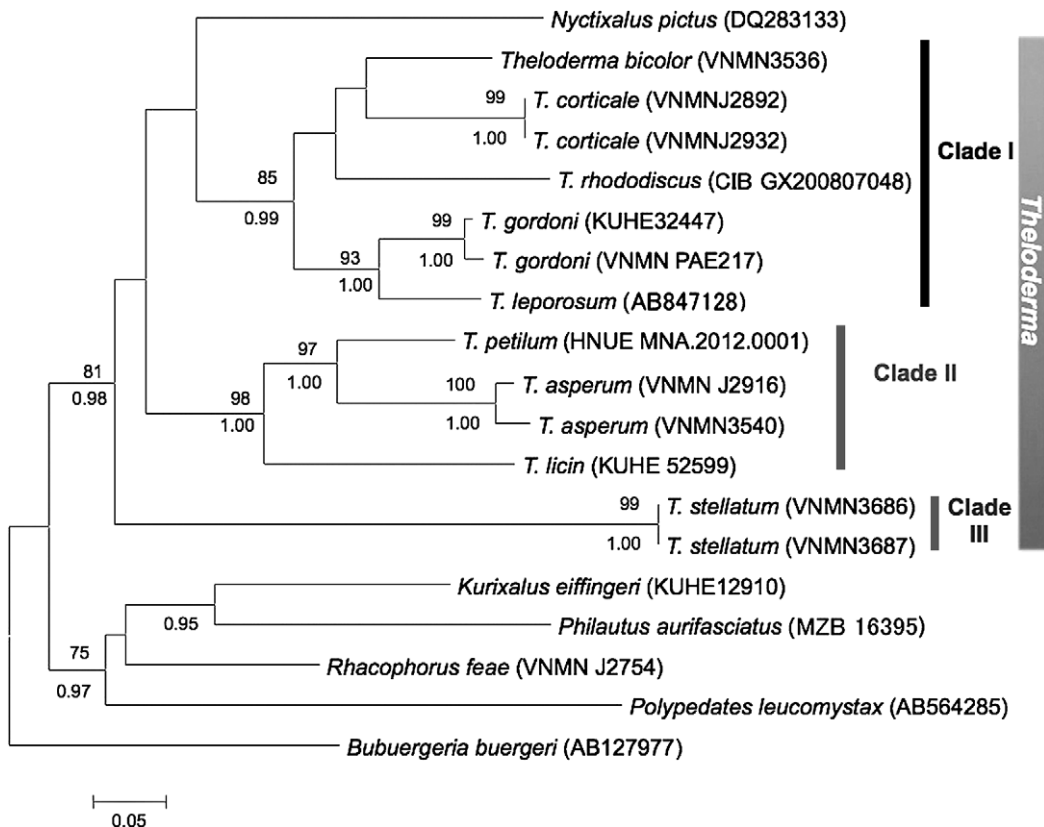 Nyctixalus pictus (DQ283133)
Theloderma bicolor (VNMN3536)
99
T. corticale (VNMNJ2892)
1.00
T. corticale (VNMNJ2932)
Clade I
85
0.99
T. rhododiscus (CIB GX200807048)
99
T. gordoni (KUHE32447)
1.00
T. gordoni (VNMN PAE217)
93
1.00
T. leporosum (AB847128)
Theloderma
T. petilum (HNUE MNA.2012.0001)
97
1.00
Clade II
100
T. asperum (VNMN J2916)
1.00
T. asperum (VNMN3540)
81
0.98
98
1.00
T. licin (KUHE 52599)
99
T. stellatum (VNMN3686)
1.00
T. stellatum (VNMN3687)
Clade
III
Kurixalus eiffingeri (KUHE12910)
0.95
Philautus aurifasciatus (MZB 16395)
75
0.97
Rhacophorus feae (VNMN J2754)
Polypedates leucomystax (AB564285)
Bubuergeria buergeri (AB127977)
0.05